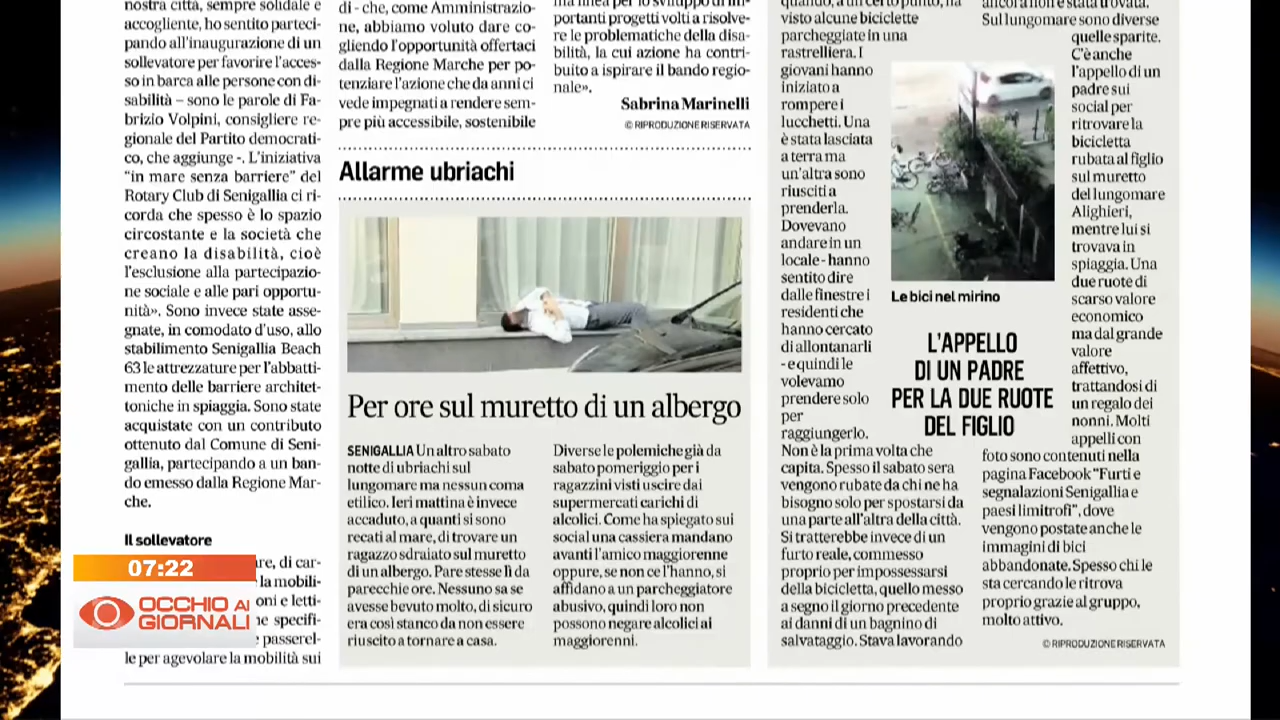 nostra città, sempre solidale e
accogliente, ho sentito parteci-
pando all'inaugurazione di un
sollevatore per favorire l'acces-
so in barca alle persone con di-
sabilità – sono le parole di Fa-
brizio Volpini, consigliere re-
gionale del Partito democrati-
co, che aggiunge -. L'iniziativa
“in mare senza barriere” del
Rotary Club di Senigallia ci ri-
corda che spesso è lo spazio
circostante e la società che
creano la disabilità, cioè
l'esclusione alla partecipazio-
ne sociale e alle pari opportu-
nità». Sono invece state asse-
gnate, in comodato d'uso, allo
stabilimento Senigallia Beach
63 le attrezzature per l'abbatti-
mento delle barriere architet-
toniche in spiaggia. Sono state
acquistate con un contributo
ottenuto dal Comune di Seni-
gallia, partecipando a un ban-
do emesso dalla Regione Mar-
che.
Il sollevatore
re, di car-
la mobili-
oni e letti-
e specifi-
passerel-
le per agevolare la mobilità sui
di - che, come Amministrazio-
ne, abbiamo voluto dare co-
gliendo l'opportunità offertaci
dalla Regione Marche per po-
tenziare l'azione che da anni ci
vede impegnati a rendere sem-
pre più accessibile, sostenibile
ma linea per lo sviluppo di im-
portanti progetti volti a risolve-
re le problematiche della disa-
bilità, la cui azione ha contri-
buito a ispirare il bando regio-
nale».
Sabrina Marinelli
© RIPRODUZIONE RISERVATA
Allarme ubriachi
Per ore sul muretto di un albergo
SENIGALLIA Un altro sabato
notte di ubriachi sul
lungomare ma nessun coma
etilico. Ieri mattina è invece
accaduto, a quanti si sono
recati al mare, di trovare un
ragazzo sdraiato sul muretto
di un albergo. Pare stesse lì da
parecchie ore. Nessuno sa se
avesse bevuto molto, di sicuro
era così stanco da non essere
riuscito a tornare a casa.
Diverse le polemiche già da
sabato pomeriggio per i
ragazzini visti uscire dai
supermercati carichi di
alcolici. Come ha spiegato sui
social una cassiera mandano
avanti l'amico maggiorenne
oppure, se non ce l'hanno, si
affidano a un parcheggiatore
abusivo, quindi loro non
possono negare alcolici ai
maggiorenni.
quando, a un certo punto, ha
visto alcune biciclette
parcheggiate in una
rastrelliera. I
giovani hanno
iniziato a
rompere i
lucchetti. Una
è stata lasciata
a terra ma
un'altra sono
riusciti a
prenderla.
Dovevano
andare in un
locale - hanno
sentito dire
dalle finestre i
residenti che
hanno cercato
di allontanarli
- e quindi le
volevamo
prendere solo
per
raggiungerlo.
Non è la prima volta che
capita. Spesso il sabato sera
vengono rubate da chi ne ha
bisogno solo per spostarsi da
una parte all'altra della città.
Si tratterebbe invece di un
furto reale, commesso
proprio per impossessarsi
della bicicletta, quello messo
a segno il giorno precedente
ai danni di un bagnino di
salvataggio. Stava lavorando
Le bici nel mirino
L'APPELLO
DI UN PADRE
PER LA DUE RUOTE
DEL FIGLIO
ancora non è stata trovata.
Sul lungomare sono diverse
quelle sparite.
C'è anche
l'appello di un
padre sui
social per
ritrovare la
bicicletta
rubata al figlio
sul muretto
del lungomare
Alighieri,
mentre lui si
trovava in
spiaggia. Una
due ruote di
scarso valore
economico
ma dal grande
valore
affettivo,
trattandosi di
un regalo dei
nonni. Molti
appelli con
foto sono contenuti nella
pagina Facebook “Furti e
segnalazioni Senigallia e
paesi limitrofi”, dove
vengono postate anche le
immagini di bici
abbandonate. Spesso chi le
sta cercando le ritrova
proprio grazie al gruppo,
molto attivo.
© RIPRODUZIONE RISERVATA
07:22
OCCHIO AI
GIORNALI